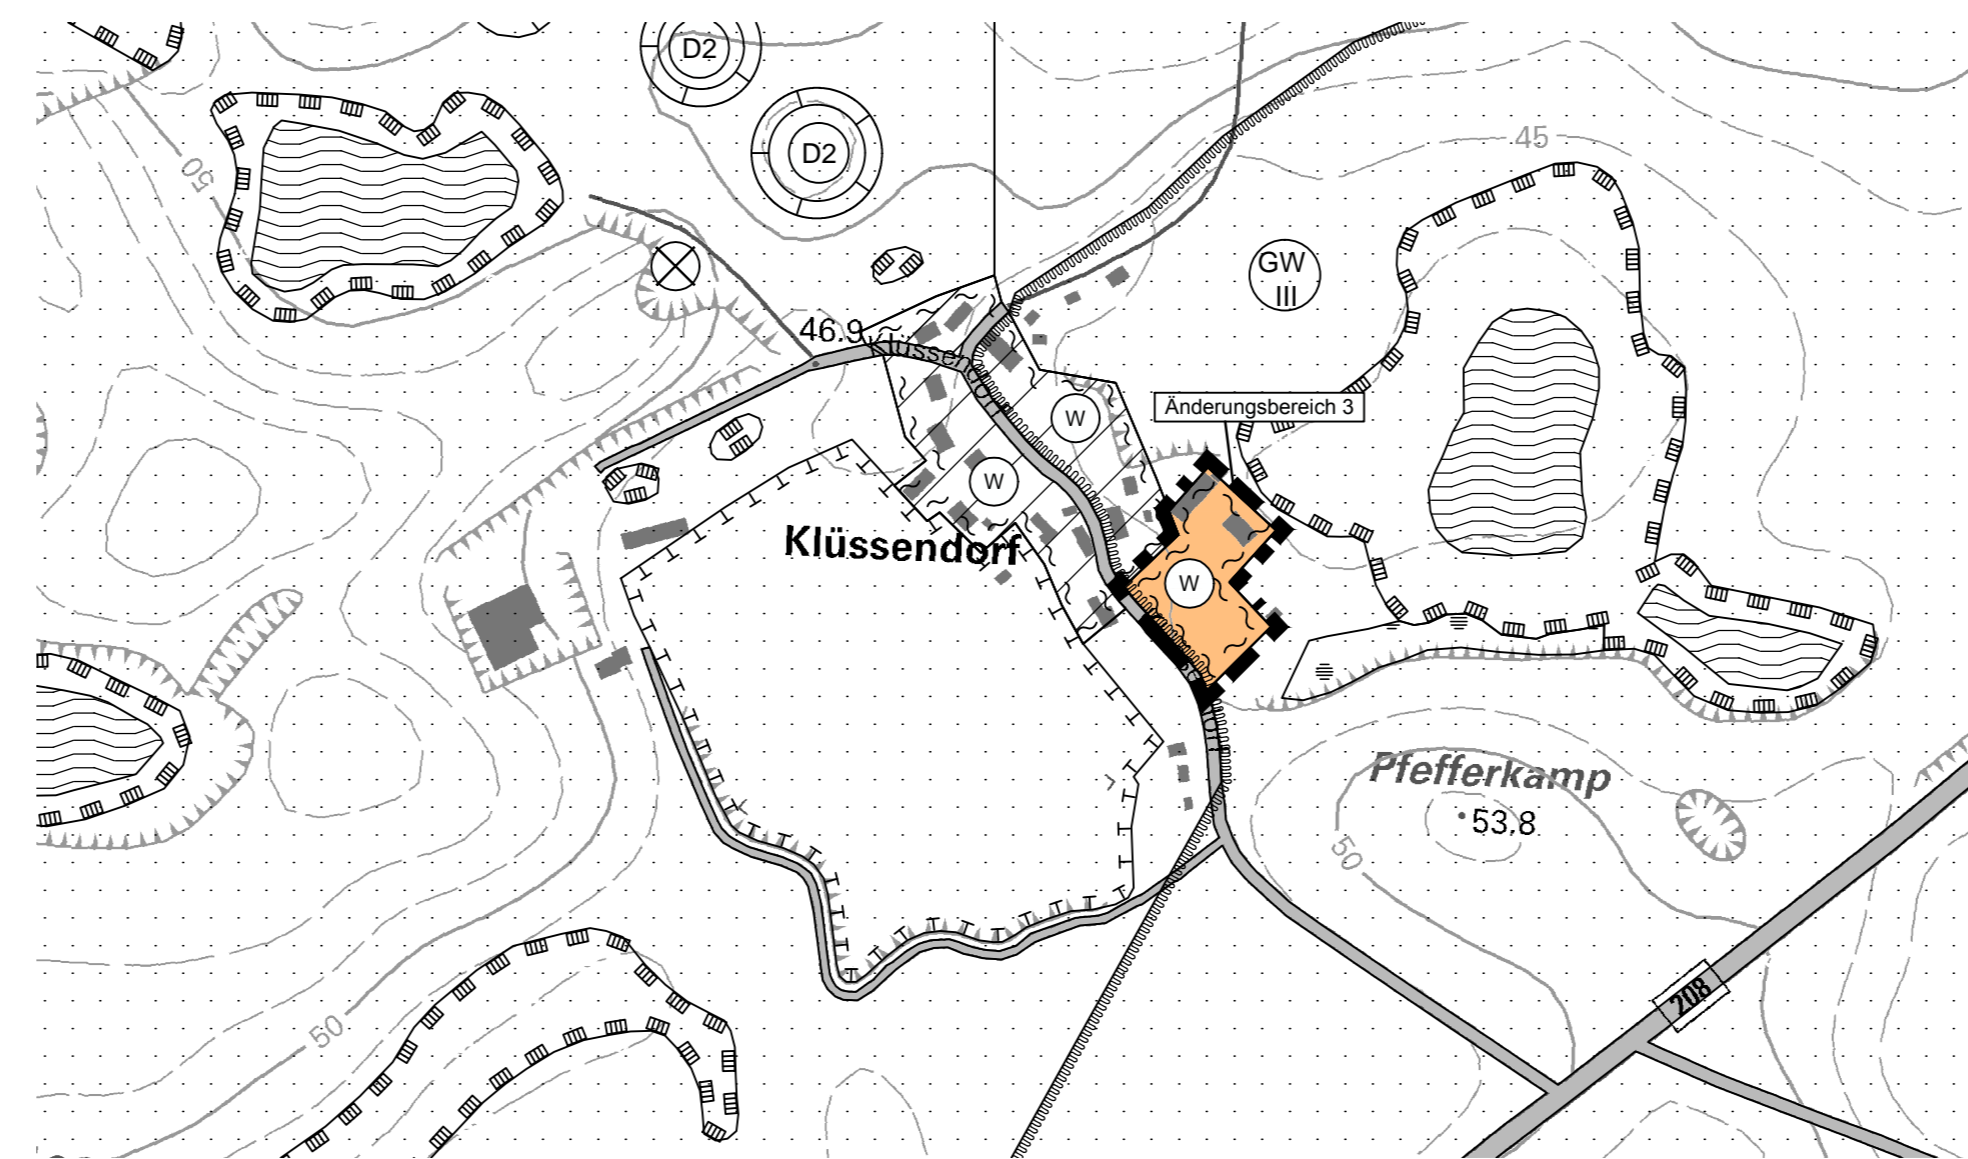 D2
D2
45
50
GW
III
46.9
Klüssendorf
Änderungsbereich 3
W
W
Klüssendorf
W
Pfefferkamp
53,8
50
208
50